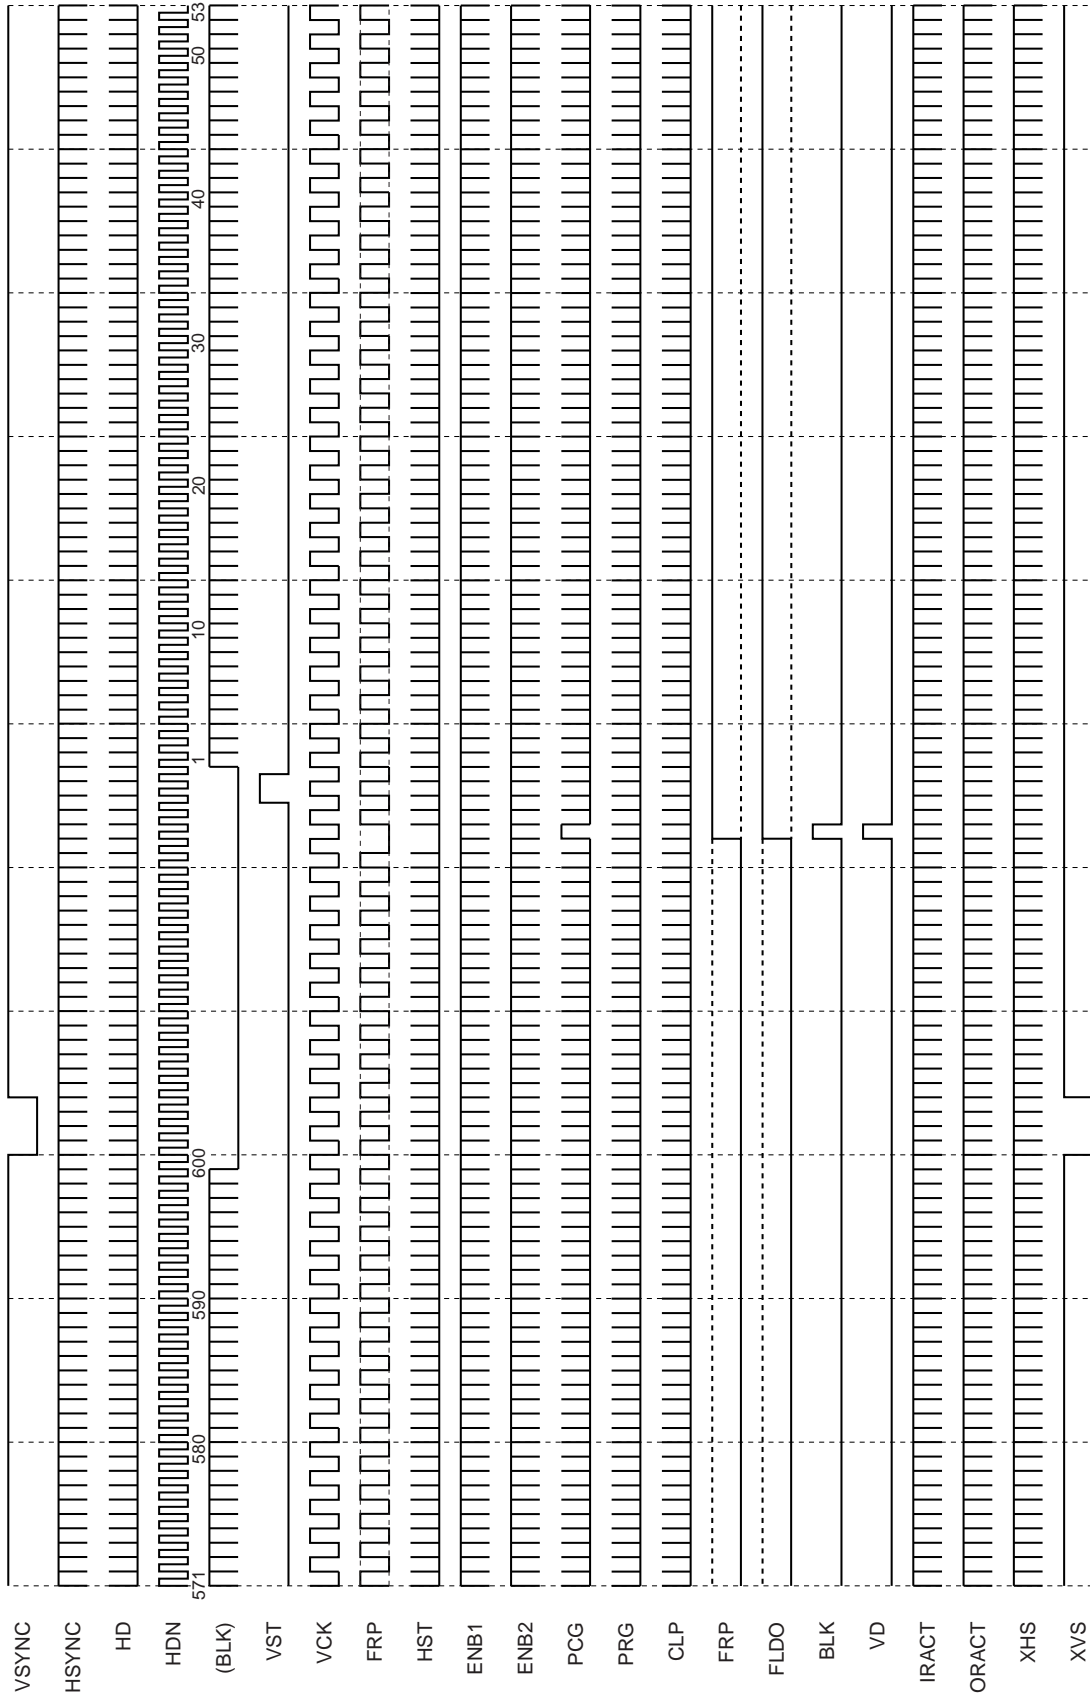 VSYNC
HSYNC
HD
HDN
571
580
590
600
1
10
20
30
40
50
53
(BLK)
VST
VCK
FRP
HST
ENB1
ENB2
PCG
PRG
CLP
FRP
FLDO
BLK
VD
IRACT
ORACT
XHS
XVS